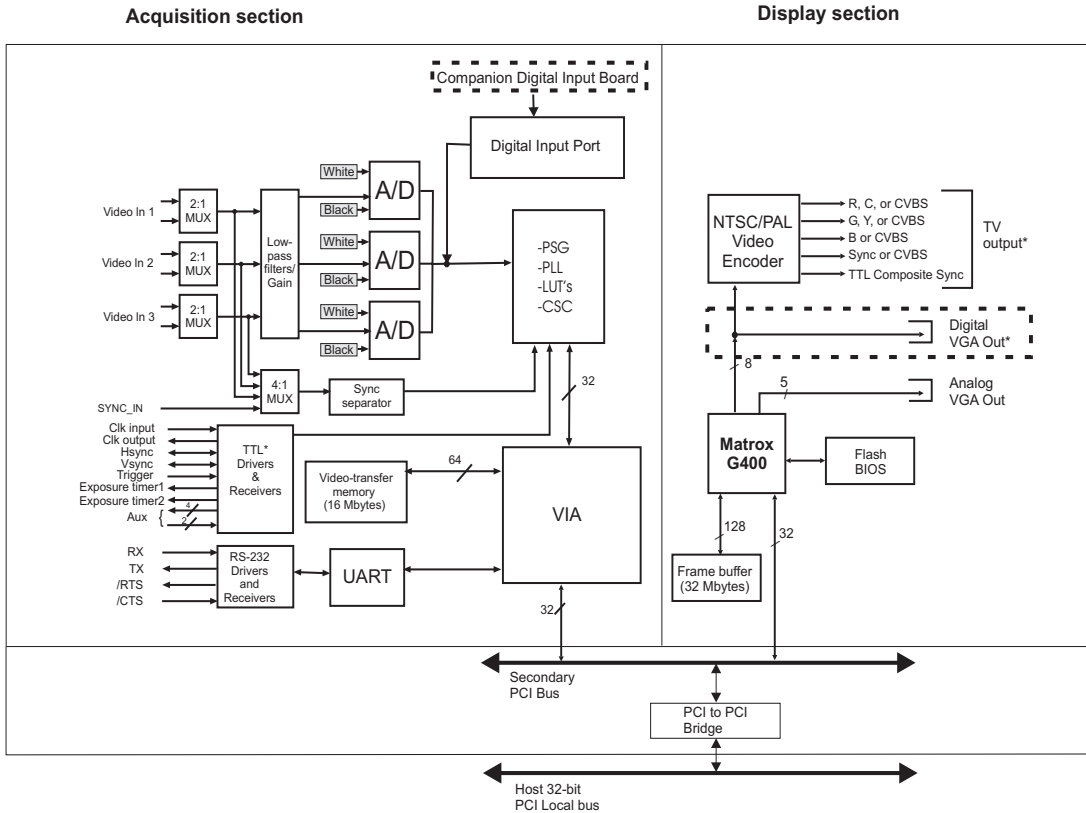 Acquisition section
Display section
Companion Digital Input Board
Digital Input Port
White
A/D
Black
White
A/D
Black
White
A/D
Black
Video In 1
2:1
MUX
Video In 2
2:1
MUX
Video In 3
2:1
MUX
Low-
pass
filters/
Gain
-PSG
-PLL
-LUT's
-CSC
4:1
MUX
Sync
separator
32
SYNC_IN
Clk input
Clk output
Hsync
Vsync
Trigger
Exposure timer1
Exposure timer2
Aux {
4
2
TTL*
Drivers
&
Receivers
Video-transfer
memory
(16 Mbytes)
64
VIA
RX
TX
/RTS
/CTS
RS-232
Drivers
and
Receivers
UART
32
NTSC/PAL
Video
Encoder
R, C, or CVBS
G, Y, or CVBS
B or CVBS
Sync or CVBS
TTL Composite Sync
TV
output*
Digital
VGA Out*
8
5
Analog
VGA Out
Matrox
G400
Flash
BIOS
128
32
Frame buffer
(32 Mbytes)
Secondary
PCI Bus
PCI to PCI
Bridge
Host 32-bit
PCI Local bus